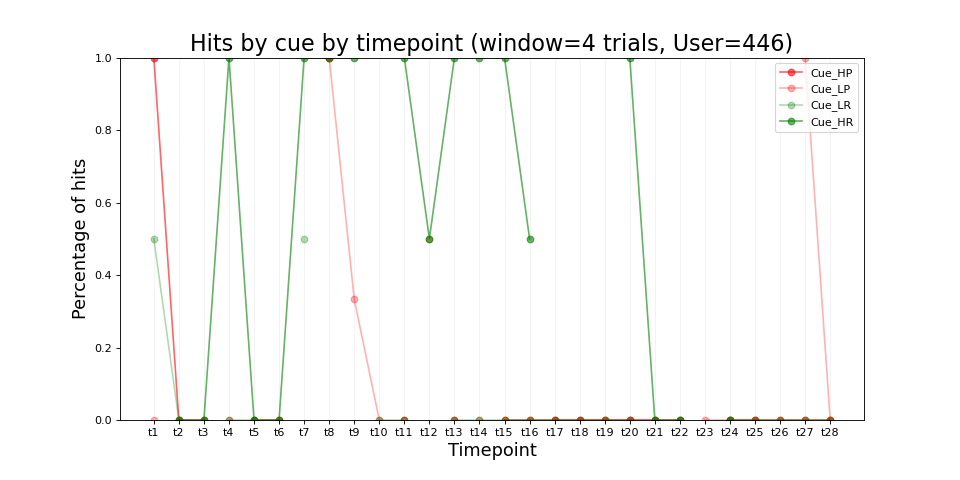 Hits by cue by timepoint (window=4 trials, User=446)
1.0
0.8
0.6
0.4
0.2
0.0
Percentage of hits
Cue_HP
Cue_LP
Cue_LR
Cue_HR
t1 t2 t3 t4 t5 t6 t7 t8 t9 t10 t11 t12 t13 t14 t15 t16 t17 t18 t19 t20 t21 t22 t23 t24 t25 t26 t27 t28
Timepoint